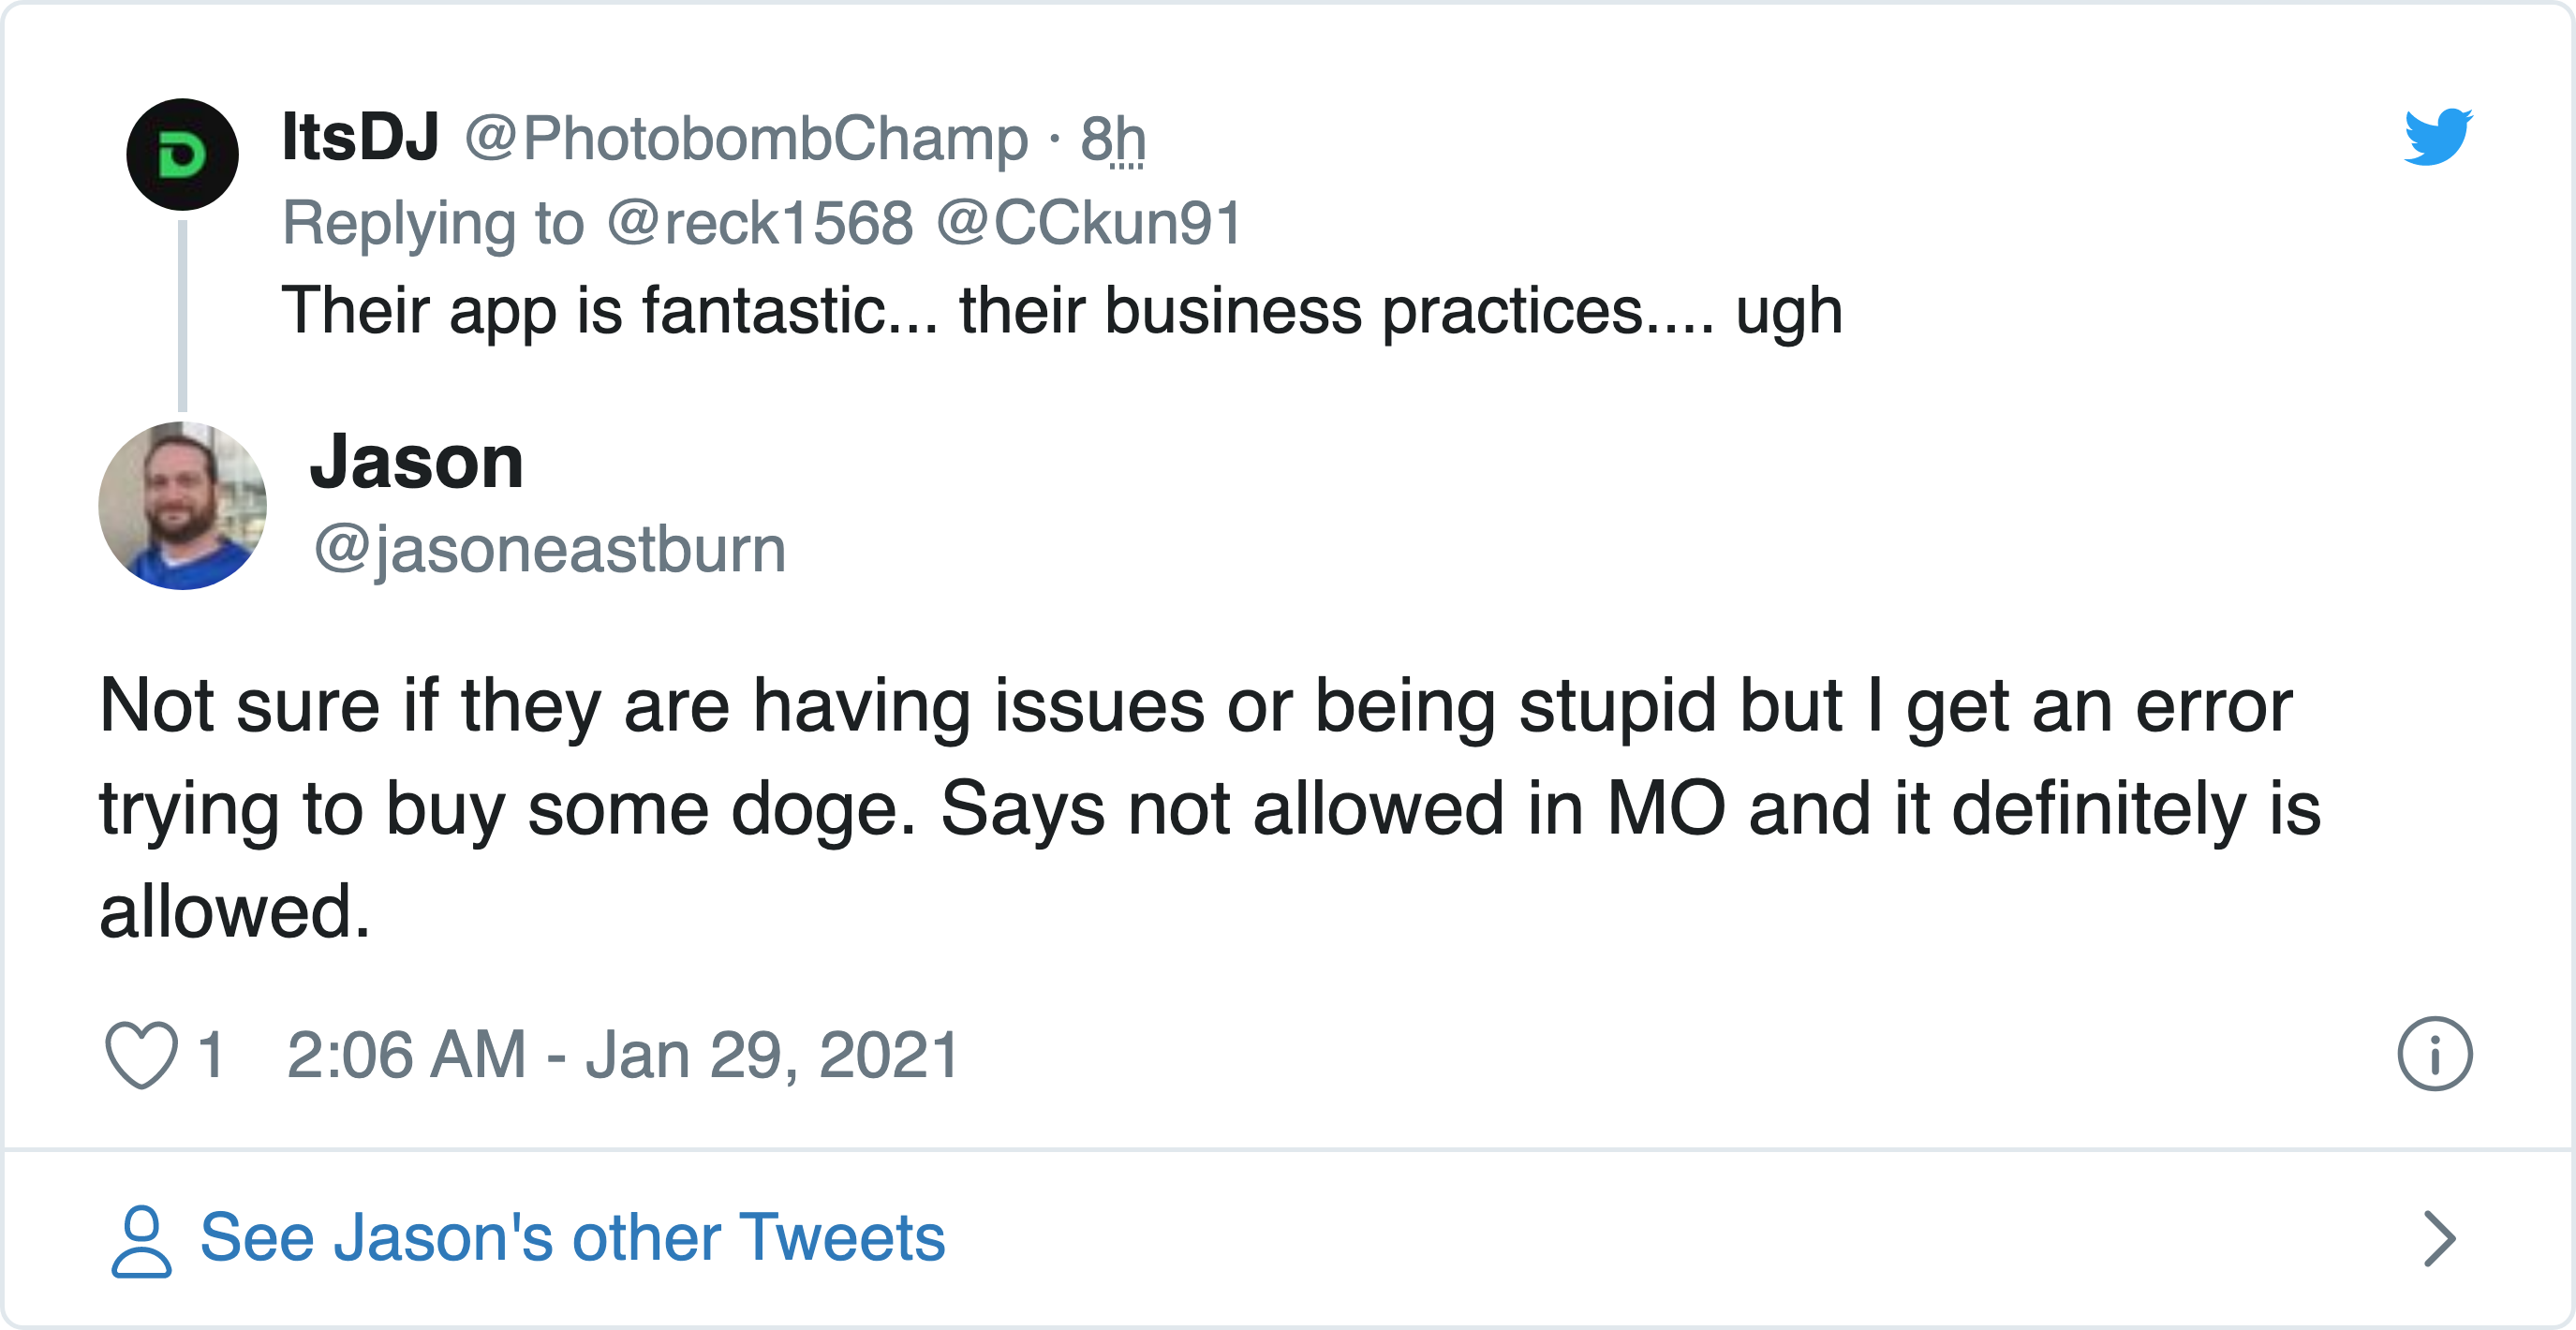 ItsDJ @PhotobombChamp · 8h
Replying to @reck1568 @CCkun91
Their app is fantastic... their business practices.... ugh
Jason
@jasoneastburn
Not sure if they are having issues or being stupid but I get an error
trying to buy some doge. Says not allowed in MO and it definitely is
allowed.
1 2:06 AM - Jan 29, 2021
See Jason's other Tweets